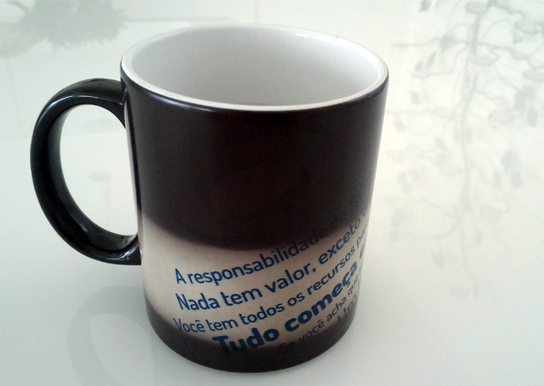 A responsabilidade
Nada tem valor, exceto
Você tem todos os recursos
Tudo começa
você acha